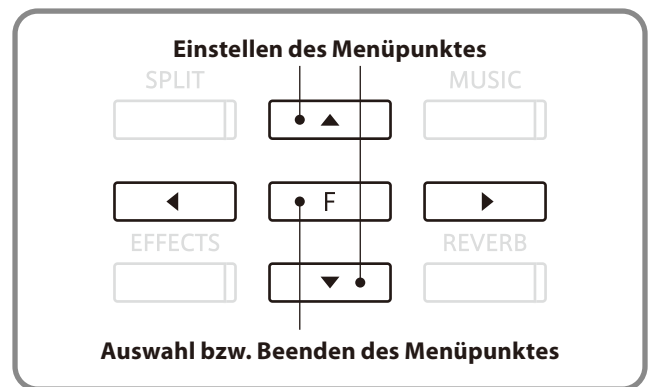 Einstellen des Menüpunktes
SPLIT MUSIC
▲
◀ F ▶
EFFECTS REVERB
▼
Auswahl bzw. Beenden des Menüpunktes